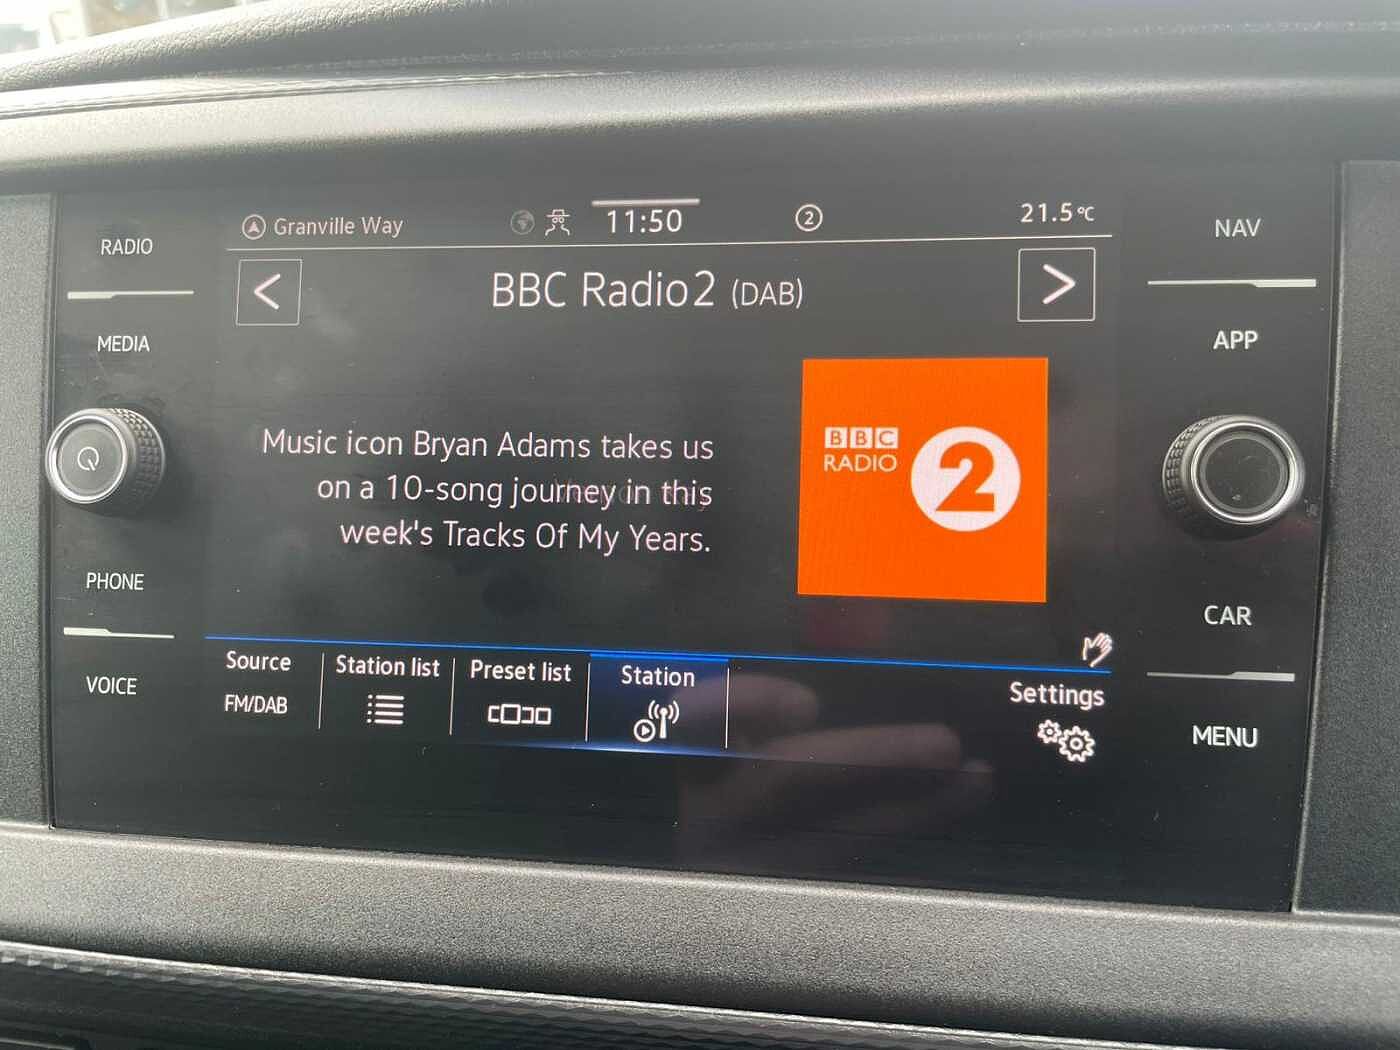 Granville Way
11:50
2
21.5°C
RADIO
NAV
<
BBC Radio2 (DAB)
>
MEDIA
APP
Music icon Bryan Adams takes us
on a 10-song journey in this
week's Tracks Of My Years.
BBC
RADIO
2
PHONE
CAR
VOICE
Source
FM/DAB
Station list
Preset list
Station
Settings
MENU